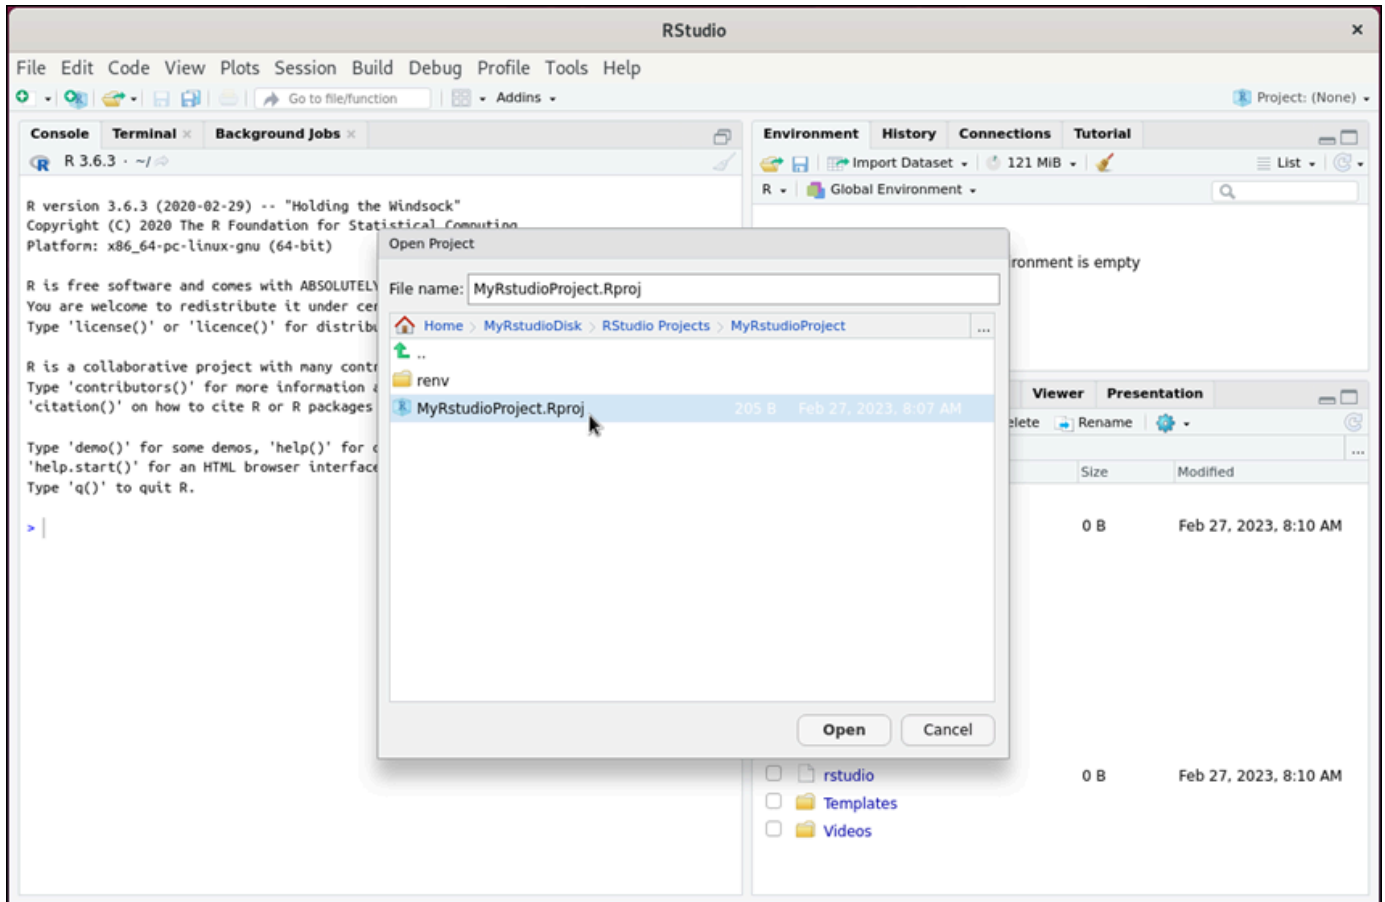 RStudio
File Edit Code View Plots Session Build Debug Profile Tools Help
Go to file/function Addins Project: (None)
Console Terminal Background Jobs
R 3.6.3 · ~/
R version 3.6.3 (2020-02-29) -- "Holding the Windsock"
Copyright (C) 2020 The R Foundation for Statistical Computing
Platform: x86_64-pc-linux-gnu (64-bit)
R is free software and comes with ABSOLUTELY
You are welcome to redistribute it under cer
Type 'license()' or 'licence()' for distribu
R is a collaborative project with many contr
Type 'contributors()' for more information a
'citation()' on how to cite R or R packages
Type 'demo()' for some demos, 'help()' for o
'help.start()' for an HTML browser interface
Type 'q()' to quit R.
>
Environment History Connections Tutorial
Import Dataset 121 MiB List
R Global Environment
ronment is empty
Open Project
File name: MyRstudioProject.Rproj
Home MyRstudioDisk RStudio Projects MyRstudioProject ...
..
renv
MyRstudioProject.Rproj 205 B Feb 27, 2023, 8:07 AM
Open Cancel
Viewer Presentation
elete Rename
...
Size Modified
0 B Feb 27, 2023, 8:10 AM
rstudio 0 B Feb 27, 2023, 8:10 AM
Templates
Videos